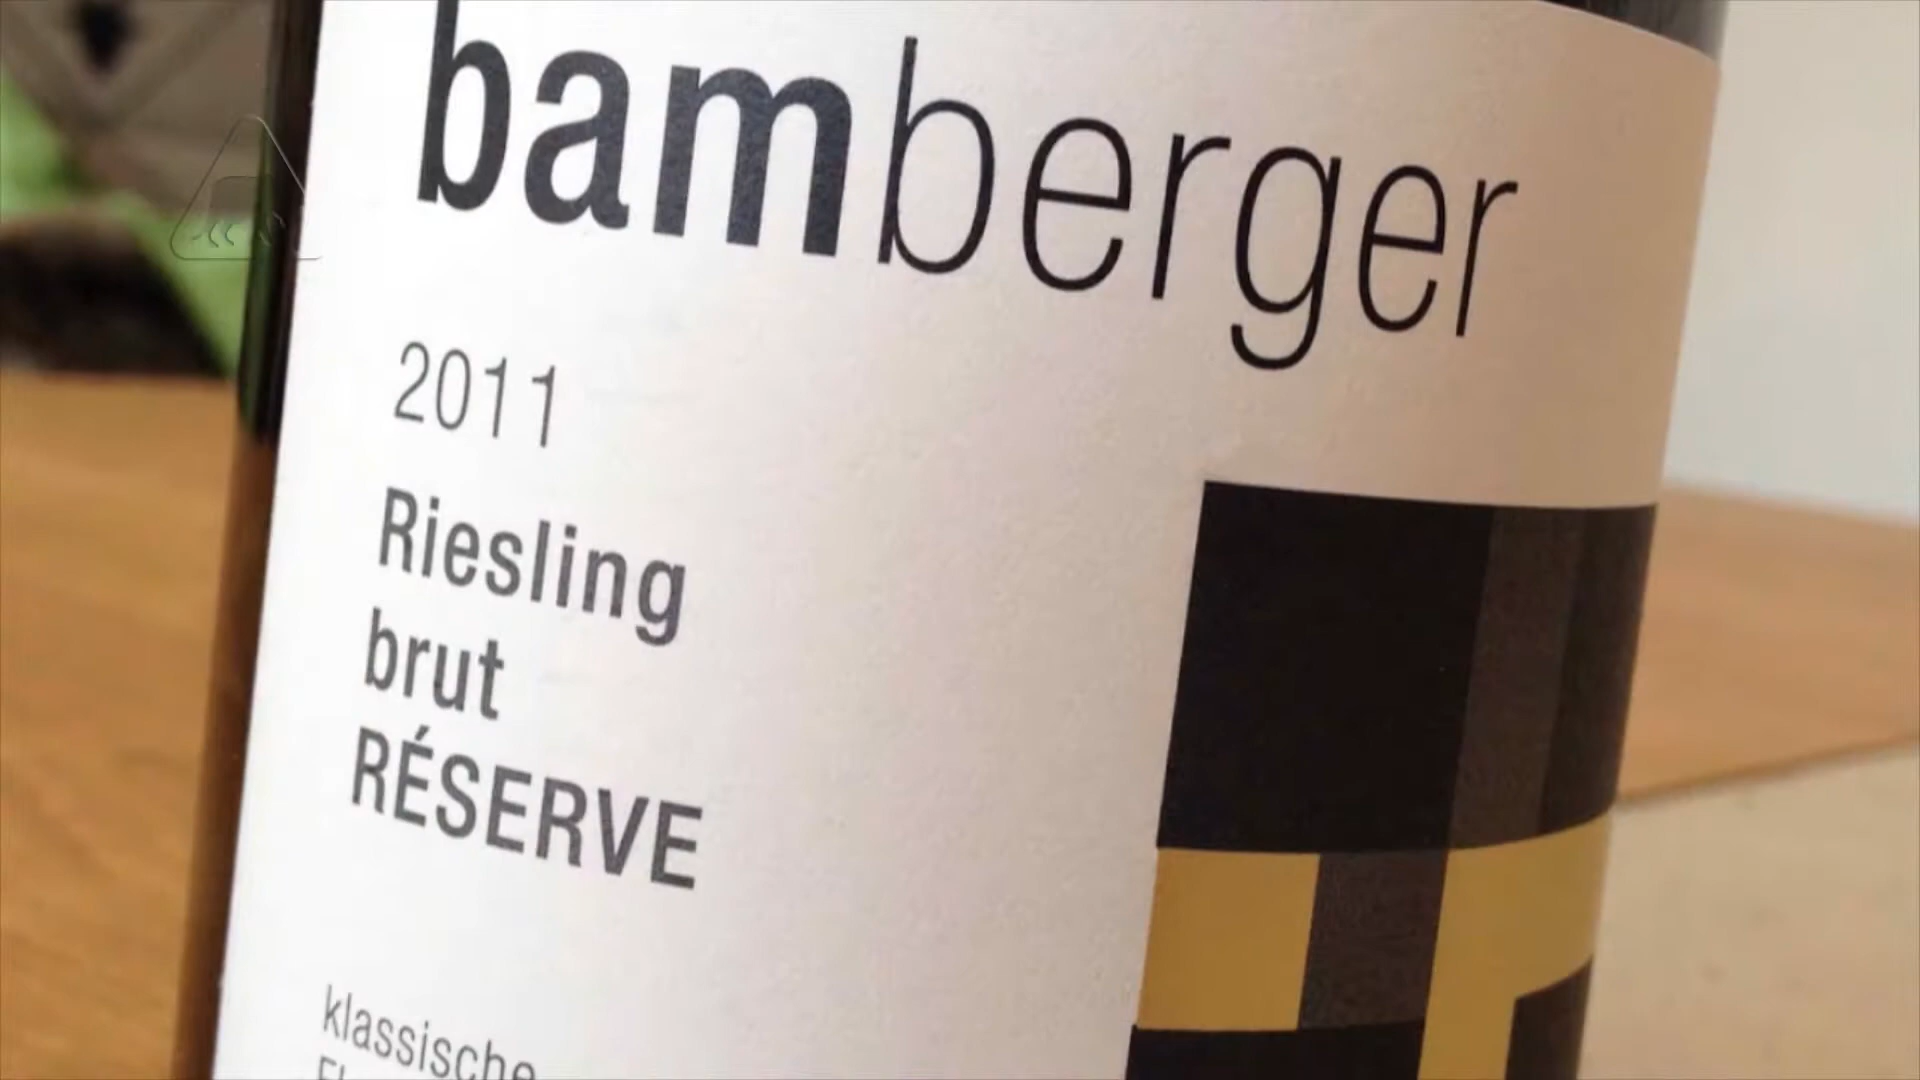 bamberger
2011
Riesling
brut
RÉSERVE
klassische